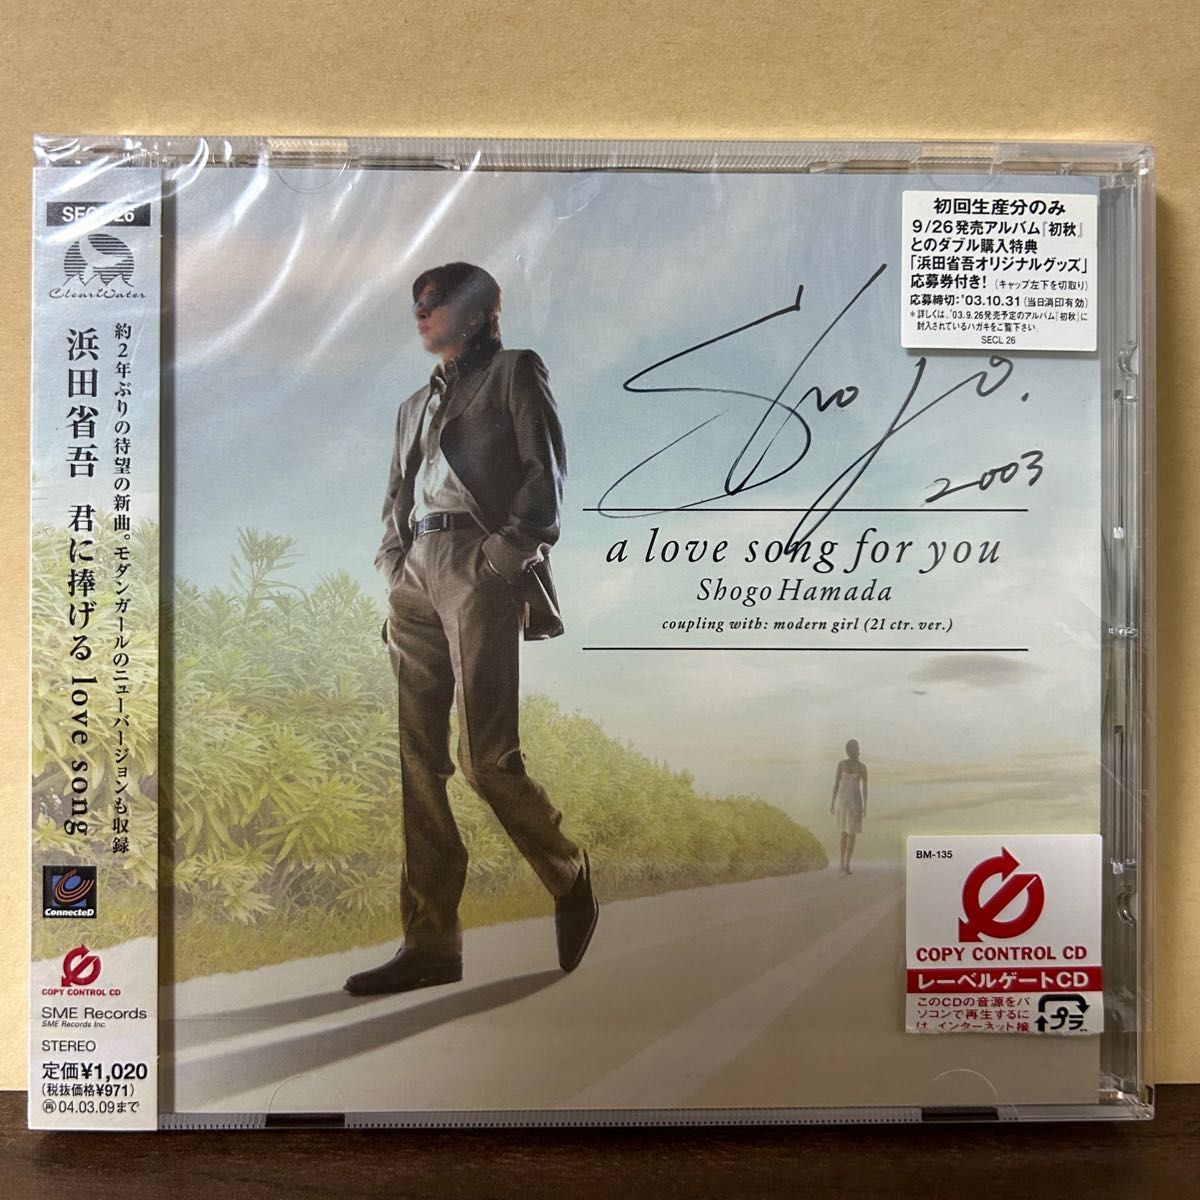 SECL 26
ClearWater
約2年ぶりの待望の新曲。モダンガールのニューバージョンも収録
浜田省吾 君に捧げる love song
ConnecteD
COPY CONTROL CD
SME Records
SME Records Inc.
STEREO
定価¥1,020
(税抜価格¥971)
再04.03.09まで
初回生産分のみ
9/26発売アルバム『初秋』
とのダブル購入特典
「浜田省吾オリジナルグッズ」
応募券付き!(キャップ左下を切取り)
応募締切:'03.10.31(当日消印有効)
*詳しくは、'03.9.26発売予定のアルバム『初秋』に
封入されているハガキをご覧下さい
SECL 26
Shogo.
2003
a love song for you
Shogo Hamada
coupling with: modern girl (21 ctr. ver.)
BM-135
COPY CONTROL CD
レーベルゲートCD
このCDの音源をパ
ソコンで再生するに
は、インターネット接
プラ